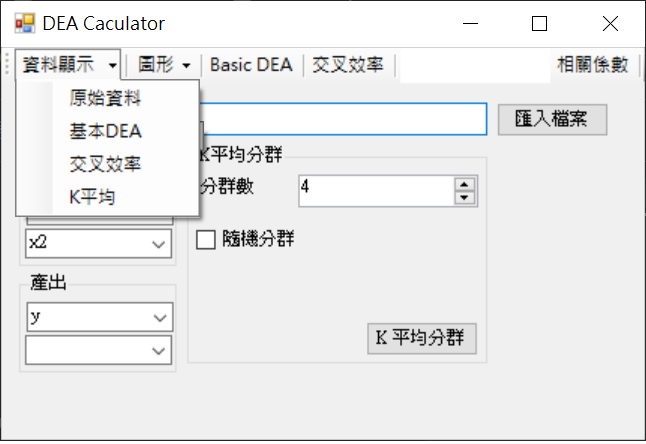 DEA Caculator
資料顯示 圖形 Basic DEA 交叉效率 相關係數
原始資料
基本DEA
交叉效率
K平均
匯入檔案
K平均分群
分群數 4
隨機分群
x2
產出
y
K 平均分群